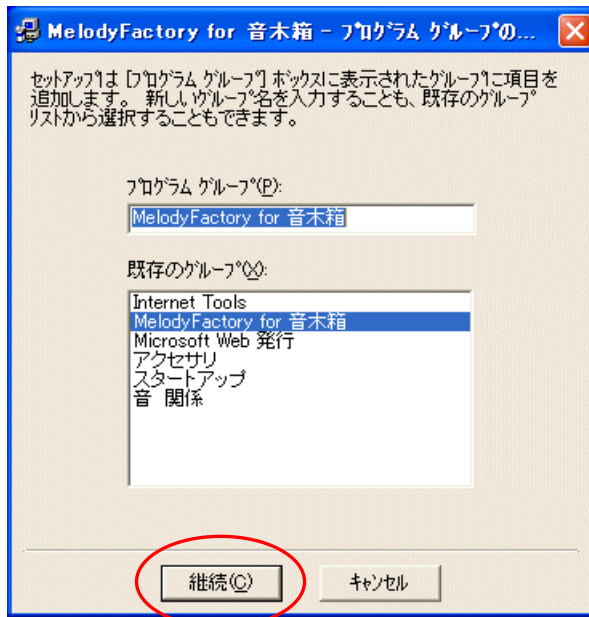 MelodyFactory for 音木箱 - ﾌﾟﾛｸﾞﾗﾑ ｸﾞﾙｰﾌﾟの...
ｾｯﾄｱｯﾌﾟは [ﾌﾟﾛｸﾞﾗﾑ ｸﾞﾙｰﾌﾟ] ﾎﾞｯｸｽに表示されたｸﾞﾙｰﾌﾟに項目を
追加します。 新しいｸﾞﾙｰﾌﾟ名を入力することも、既存のｸﾞﾙｰﾌﾟ
ﾘｽﾄから選択することもできます。
ﾌﾟﾛｸﾞﾗﾑ ｸﾞﾙｰﾌﾟ(P):
MelodyFactory for 音木箱
既存のｸﾞﾙｰﾌﾟ(X):
Internet Tools
MelodyFactory for 音木箱
Microsoft Web 発行
アクセサリ
スタートアップ
音 関係
継続(C)
ｷｬﾝｾﾙ